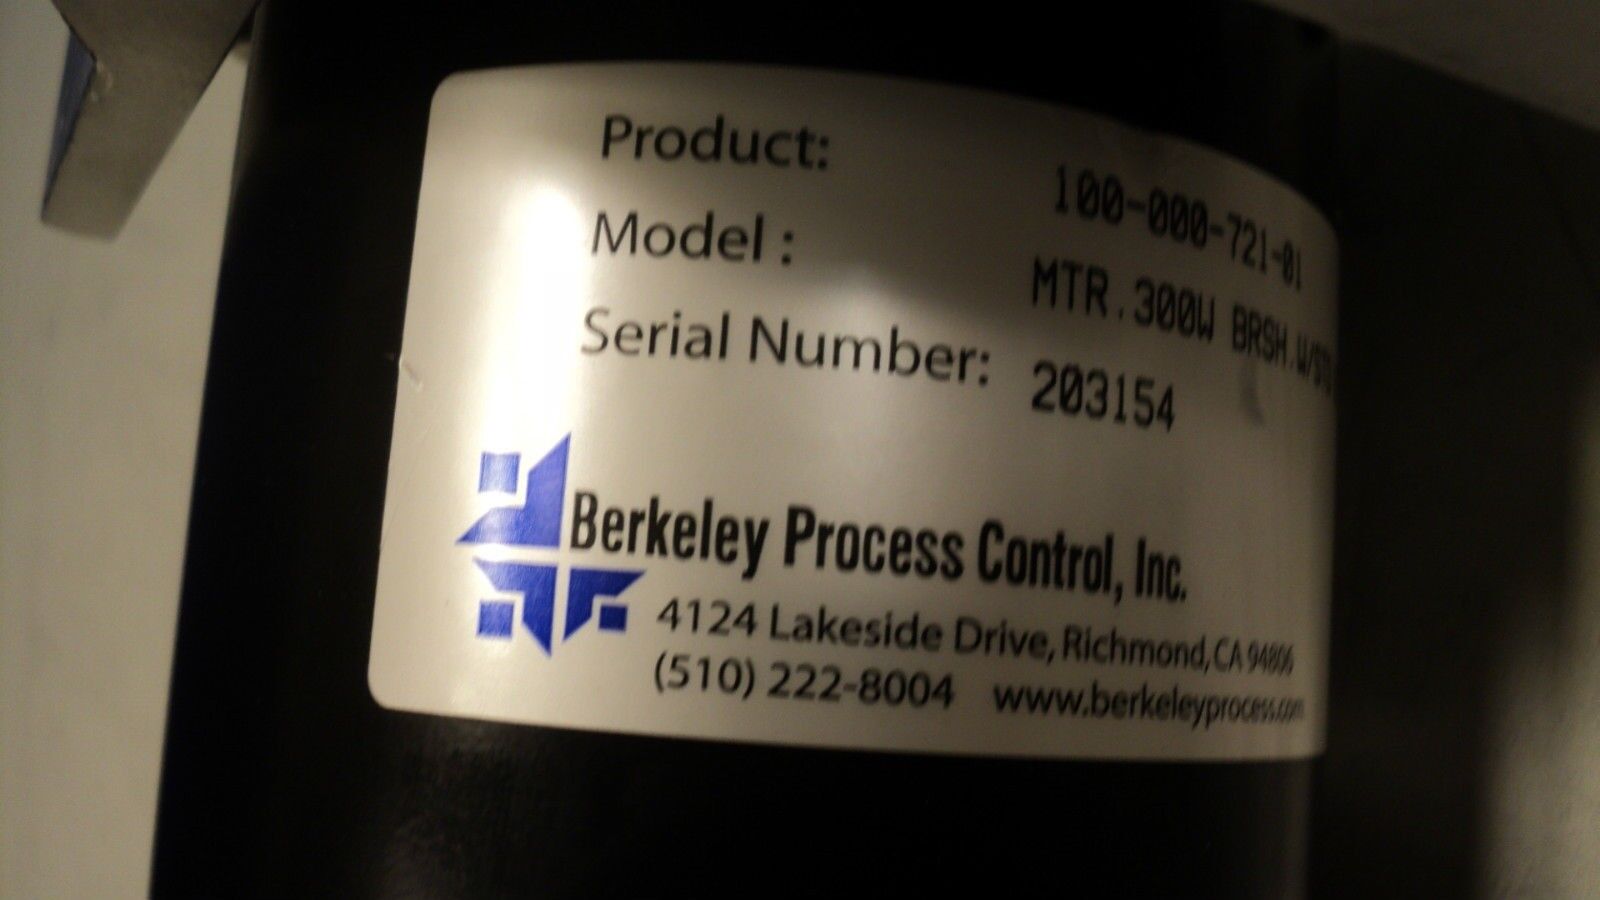 Product: 100-000-721-01
Model : MTR.300W BRSH.W/STD
Serial Number: 203154
Berkeley Process Control, Inc.
4124 Lakeside Drive, Richmond, CA 94806
(510) 222-8004 www.berkeleyprocess.com